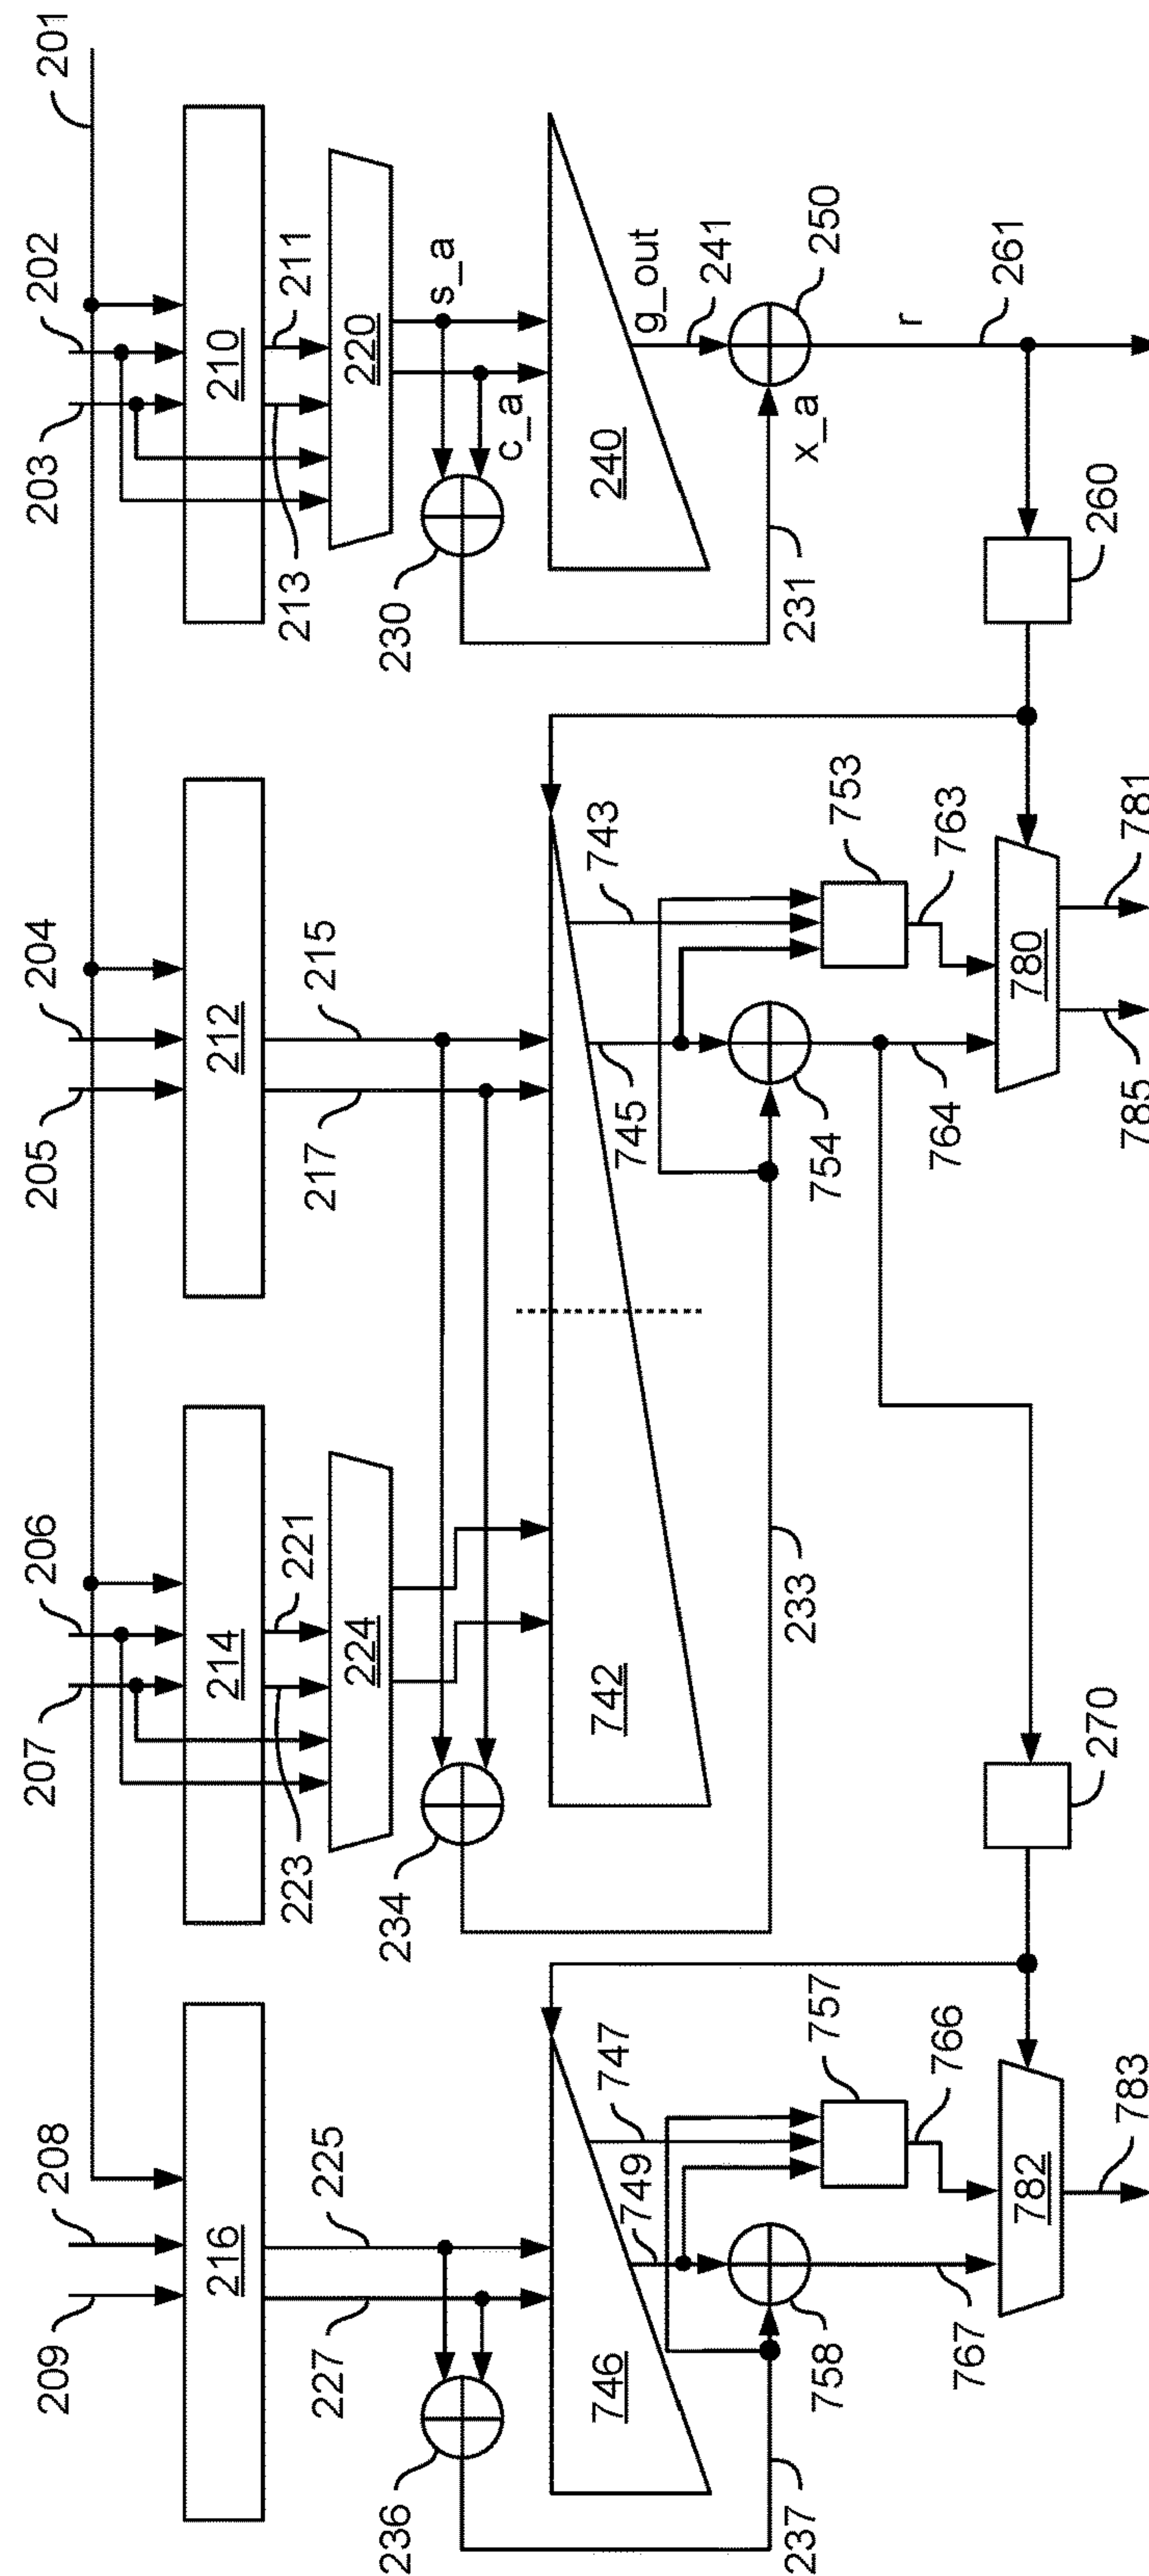 209 208 207 206 205 204 203 202 201
216 214 212 210
227 225 223 221 217 215 213 211
224 220
236 234 230 s_a
c_a
746 749 747 742 745 743 240 g_out
241
237 233 231 x_a
758 757 754 753 250
r
767 766 764 763 261
782 780
270 260
783 785 781